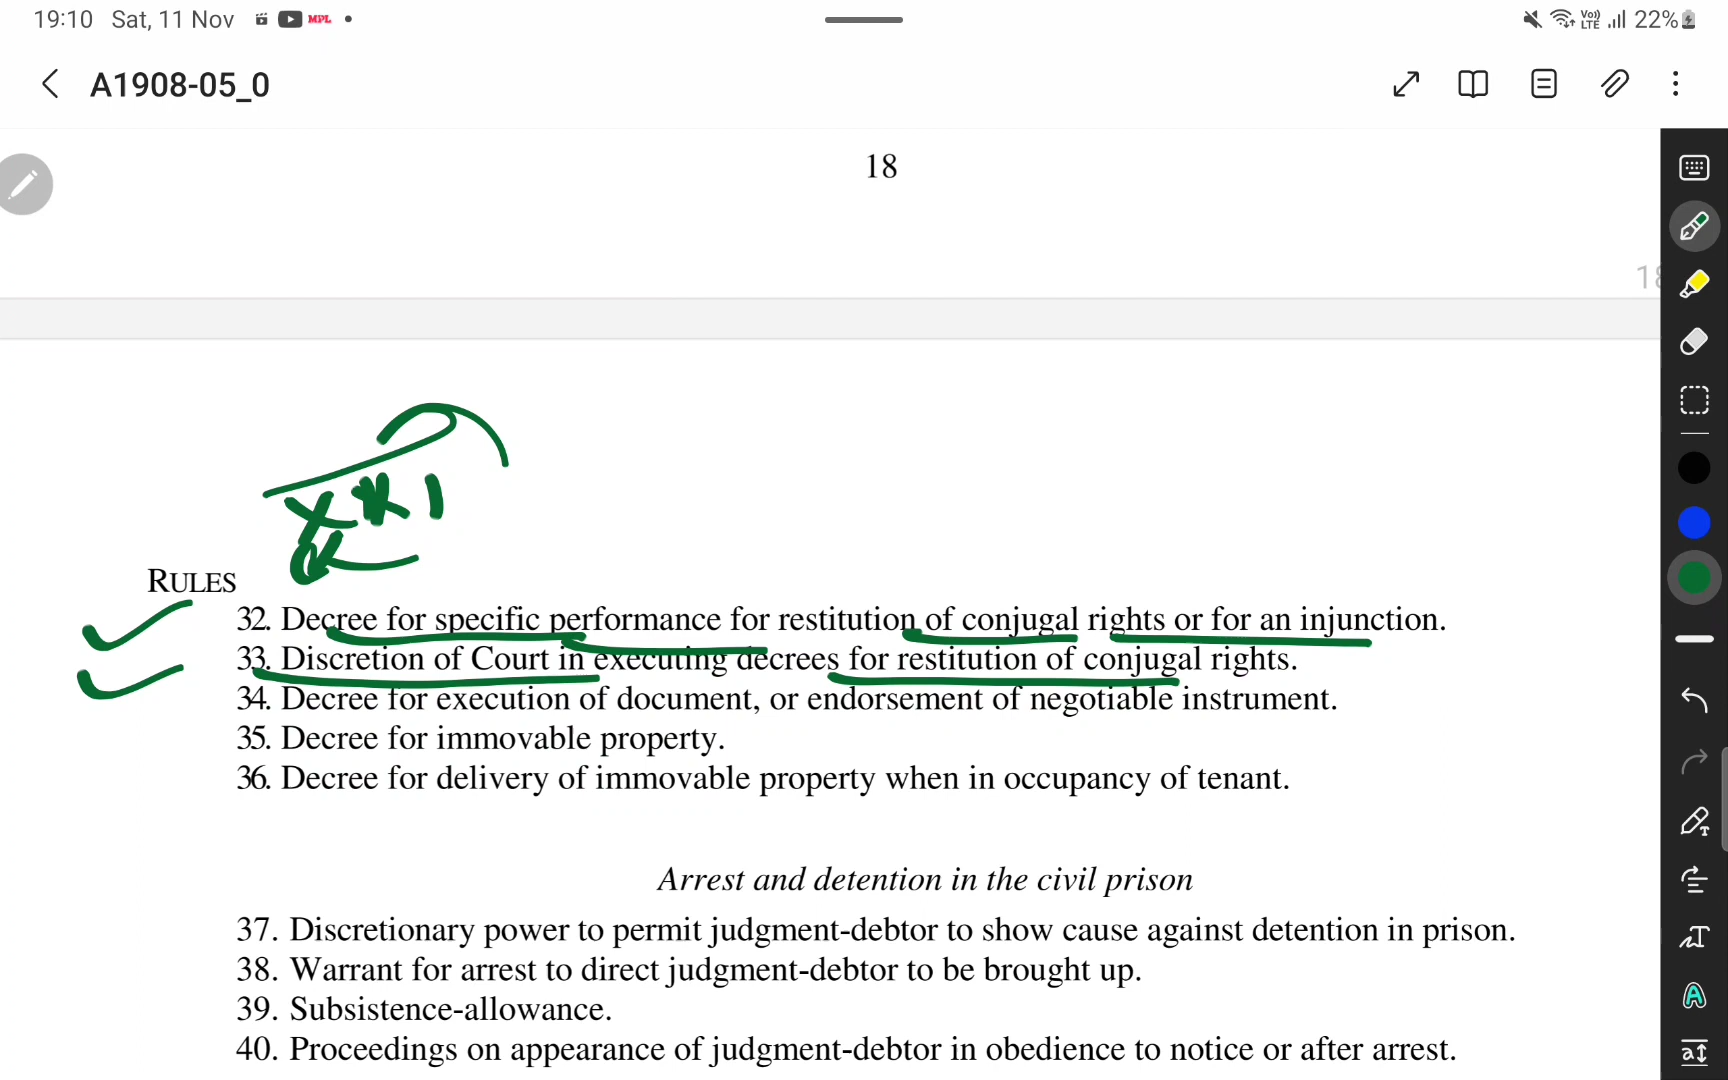 19:10 Sat, 11 Nov MPL
Vo)) LTE 22%
A1908-05_0
18
18
XXI
RULES
32. Decree for specific performance for restitution of conjugal rights or for an injunction.
33. Discretion of Court in executing decrees for restitution of conjugal rights.
34. Decree for execution of document, or endorsement of negotiable instrument.
35. Decree for immovable property.
36. Decree for delivery of immovable property when in occupancy of tenant.
Arrest and detention in the civil prison
37. Discretionary power to permit judgment-debtor to show cause against detention in prison.
38. Warrant for arrest to direct judgment-debtor to be brought up.
39. Subsistence-allowance.
40. Proceedings on appearance of judgment-debtor in obedience to notice or after arrest.